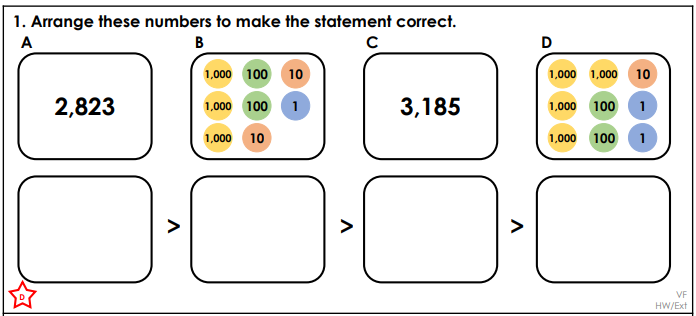 1. Arrange these numbers to make the statement correct.
A B C D
1,000 100 10 1,000 1,000 10
2,823 1,000 100 1 3,185 1,000 100 1
1,000 10 1,000 100 1
> > >
D
VF
HW/Ext